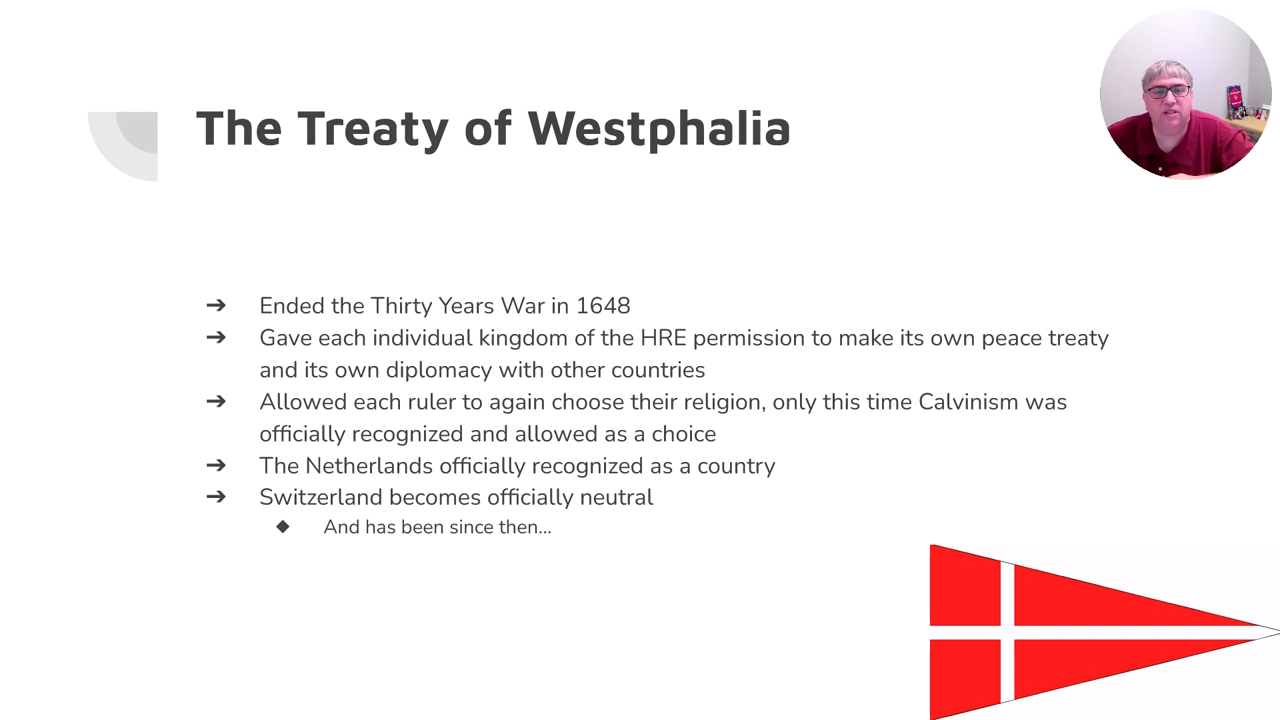 The Treaty of Westphalia
➔ Ended the Thirty Years War in 1648
➔ Gave each individual kingdom of the HRE permission to make its own peace treaty
and its own diplomacy with other countries
➔ Allowed each ruler to again choose their religion, only this time Calvinism was
officially recognized and allowed as a choice
➔ The Netherlands officially recognized as a country
➔ Switzerland becomes officially neutral
◆ And has been since then...